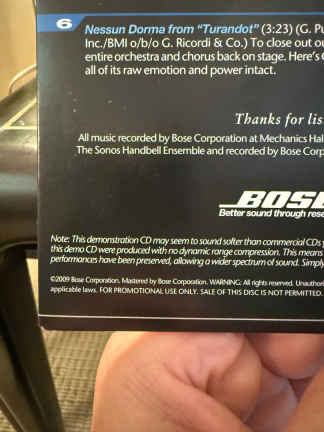 6 Nessun Dorma from "Turandot" (3:23) (G. Pu
Inc./BMI o/b/o G. Ricordi & Co.) To close out ou
entire orchestra and chorus back on stage. Here's
all of its raw emotion and power intact.
Thanks for lis
All music recorded by Bose Corporation at Mechanics Hal
The Sonos Handbell Ensemble and recorded by Bose Corp
BOSE
Better sound through rese
Note: This demonstration CD may seem to sound softer than commercial CDs
this demo CD were produced with no dynamic range compression. This means
performances have been preserved, allowing a wider spectrum of sound. Simply
©2009 Bose Corporation. Mastered by Bose Corporation. WARNING: All rights reserved. Unauthori
applicable laws. FOR PROMOTIONAL USE ONLY. SALE OF THIS DISC IS NOT PERMITTED.